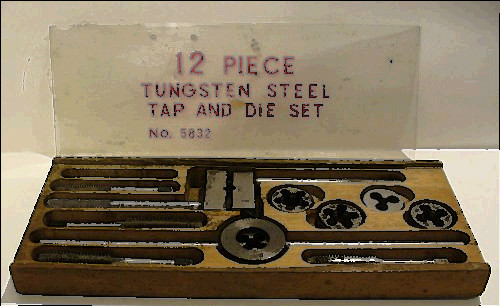 12 PIECE
TUNGSTEN STEEL
TAP AND DIE SET
No. 5832